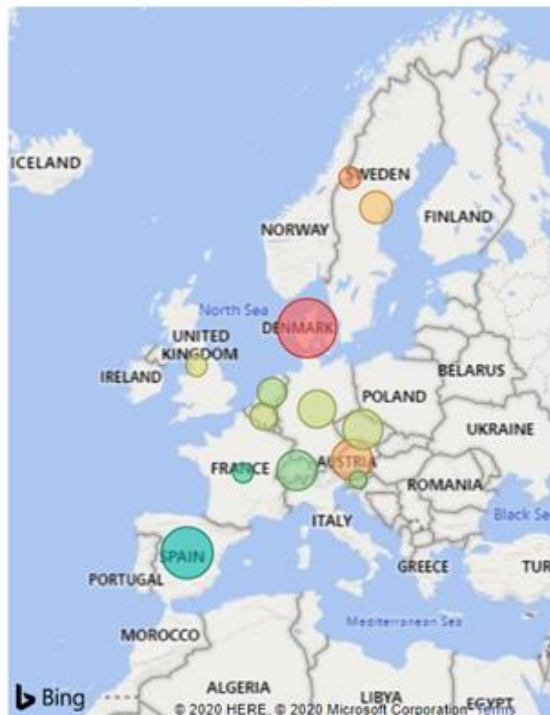 ICELAND
SWEDEN
FINLAND
NORWAY
North Sea
DENMARK
UNITED
KINGDOM
IRELAND
BELARUS
POLAND
UKRAINE
FRANCE
AUSTRIA
ROMANIA
ITALY
Black Se
SPAIN
PORTUGAL
GREECE
TUR
Mediterranean Sea
MOROCCO
ALGERIA
LIBYA
EGYPT
Bing
© 2020 HERE, © 2020 Microsoft Corporation Terms